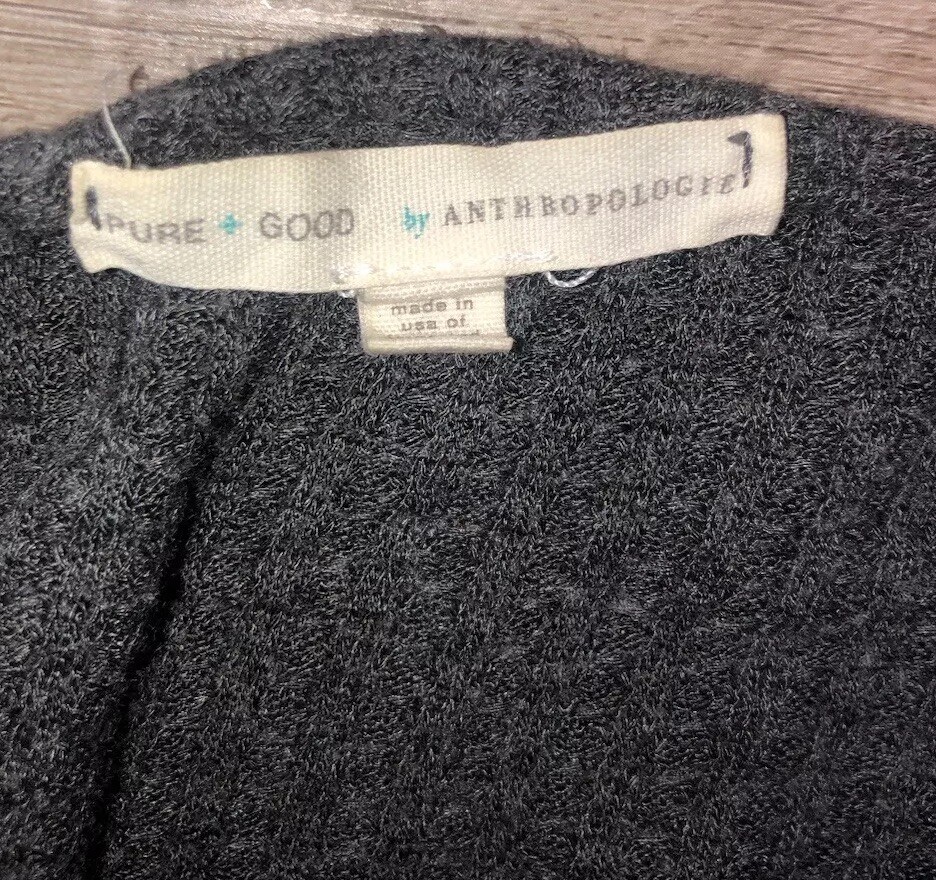 PURE + GOOD by ANTHROPOLOGIE
made in
usa of